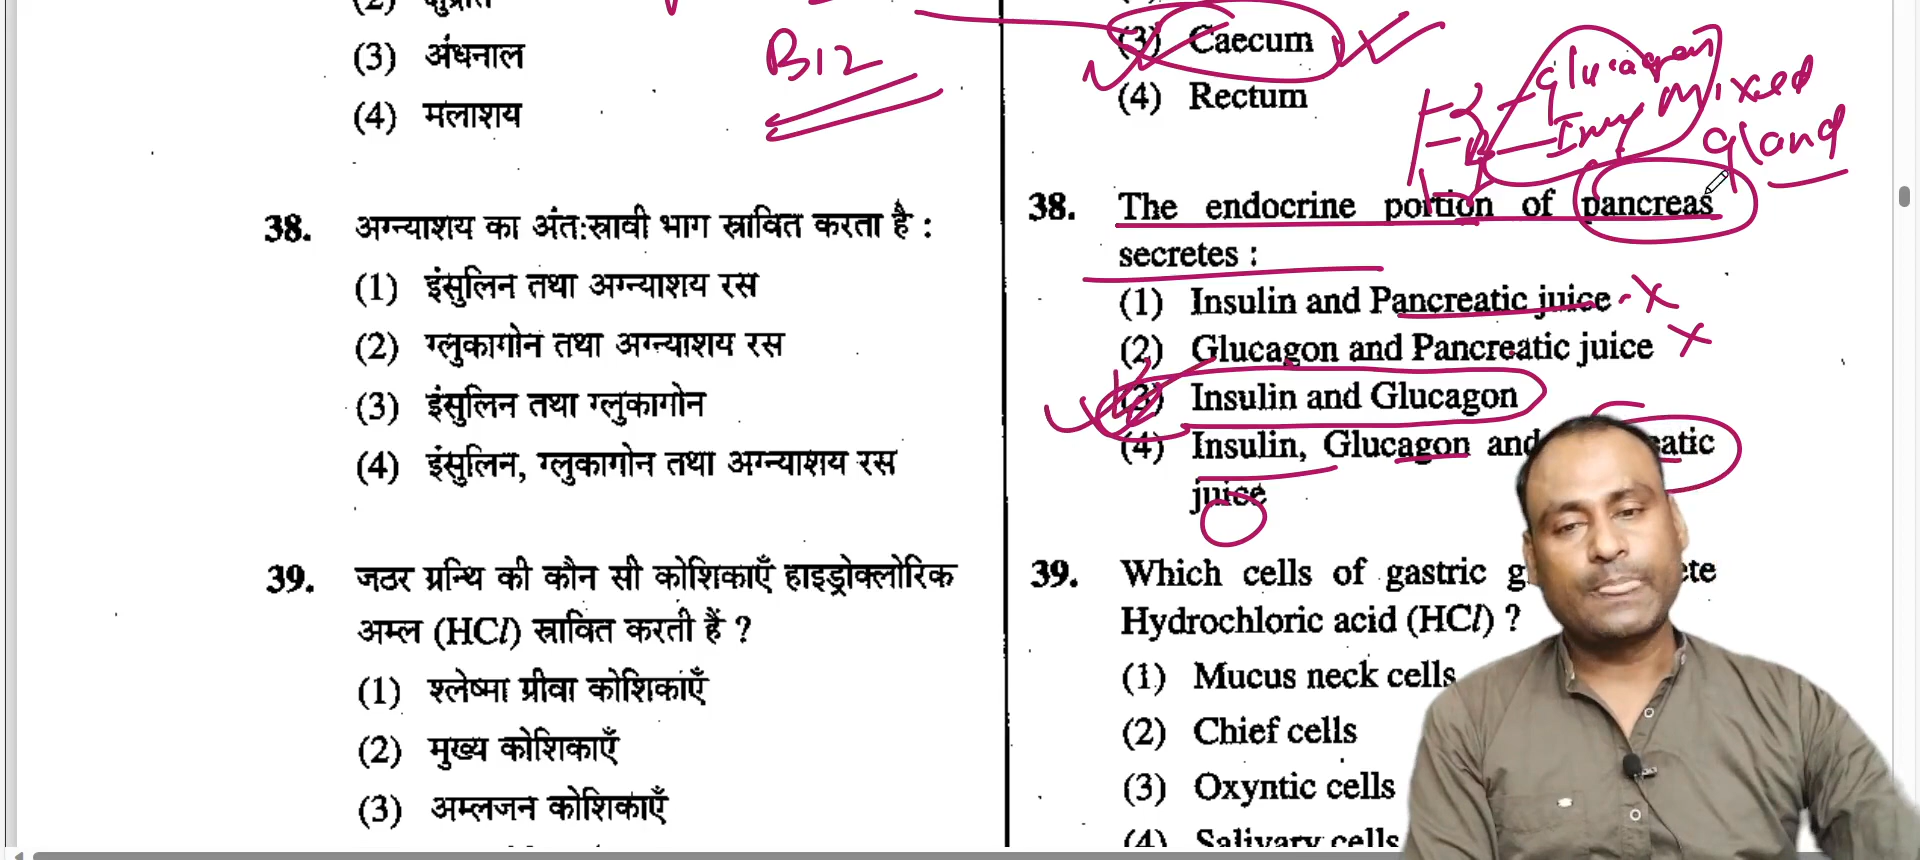 (3) अंधनाल
(4) मलाशय
B12
38. अग्न्याशय का अंत:स्रावी भाग स्रावित करता है :
(1) इंसुलिन तथा अग्न्याशय रस
(2) ग्लुकागोन तथा अग्न्याशय रस
(3) इंसुलिन तथा ग्लुकागोन
(4) इंसुलिन, ग्लुकागोन तथा अग्न्याशय रस
39. जठर ग्रन्थि की कौन सी कोशिकाएँ हाइड्रोक्लोरिक
अम्ल (HCl) स्रावित करती हैं ?
(1) श्लेष्मा ग्रीवा कोशिकाएँ
(2) मुख्य कोशिकाएँ
(3) अम्लजन कोशिकाएँ
(3) Caecum
(4) Rectum
glucagon
Mixed
gland
38. The endocrine portion of pancreas
secretes :
(1) Insulin and Pancreatic juice
(2) Glucagon and Pancreatic juice
(3) Insulin and Glucagon
(4) Insulin, Glucagon and
juice
39. Which cells of gastric
Hydrochloric acid (HCl) ?
(1) Mucus neck cells
(2) Chief cells
(3) Oxyntic cells
(4) Salivary cells